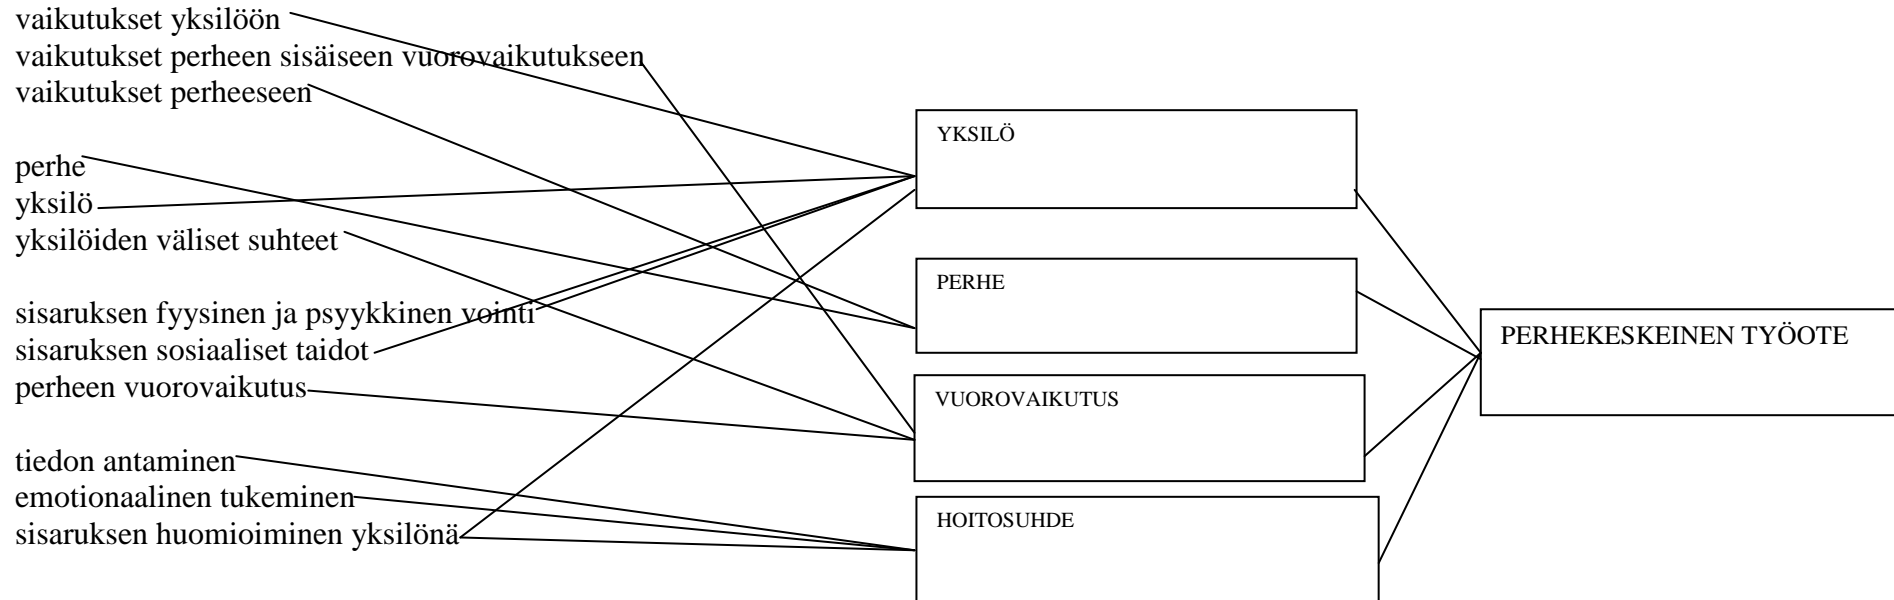 vaikutukset yksilöön
vaikutukset perheen sisäiseen vuorovaikutukseen
vaikutukset perheeseen
perhe
yksilö
yksilöiden väliset suhteet
sisaruksen fyysinen ja psyykkinen vointi
sisaruksen sosiaaliset taidot
perheen vuorovaikutus
tiedon antaminen
emotionaalinen tukeminen
sisaruksen huomioiminen yksilönä
YKSILÖ
PERHE
VUOROVAIKUTUS
HOITOSUHDE
PERHEKESKEINEN TYÖOTE